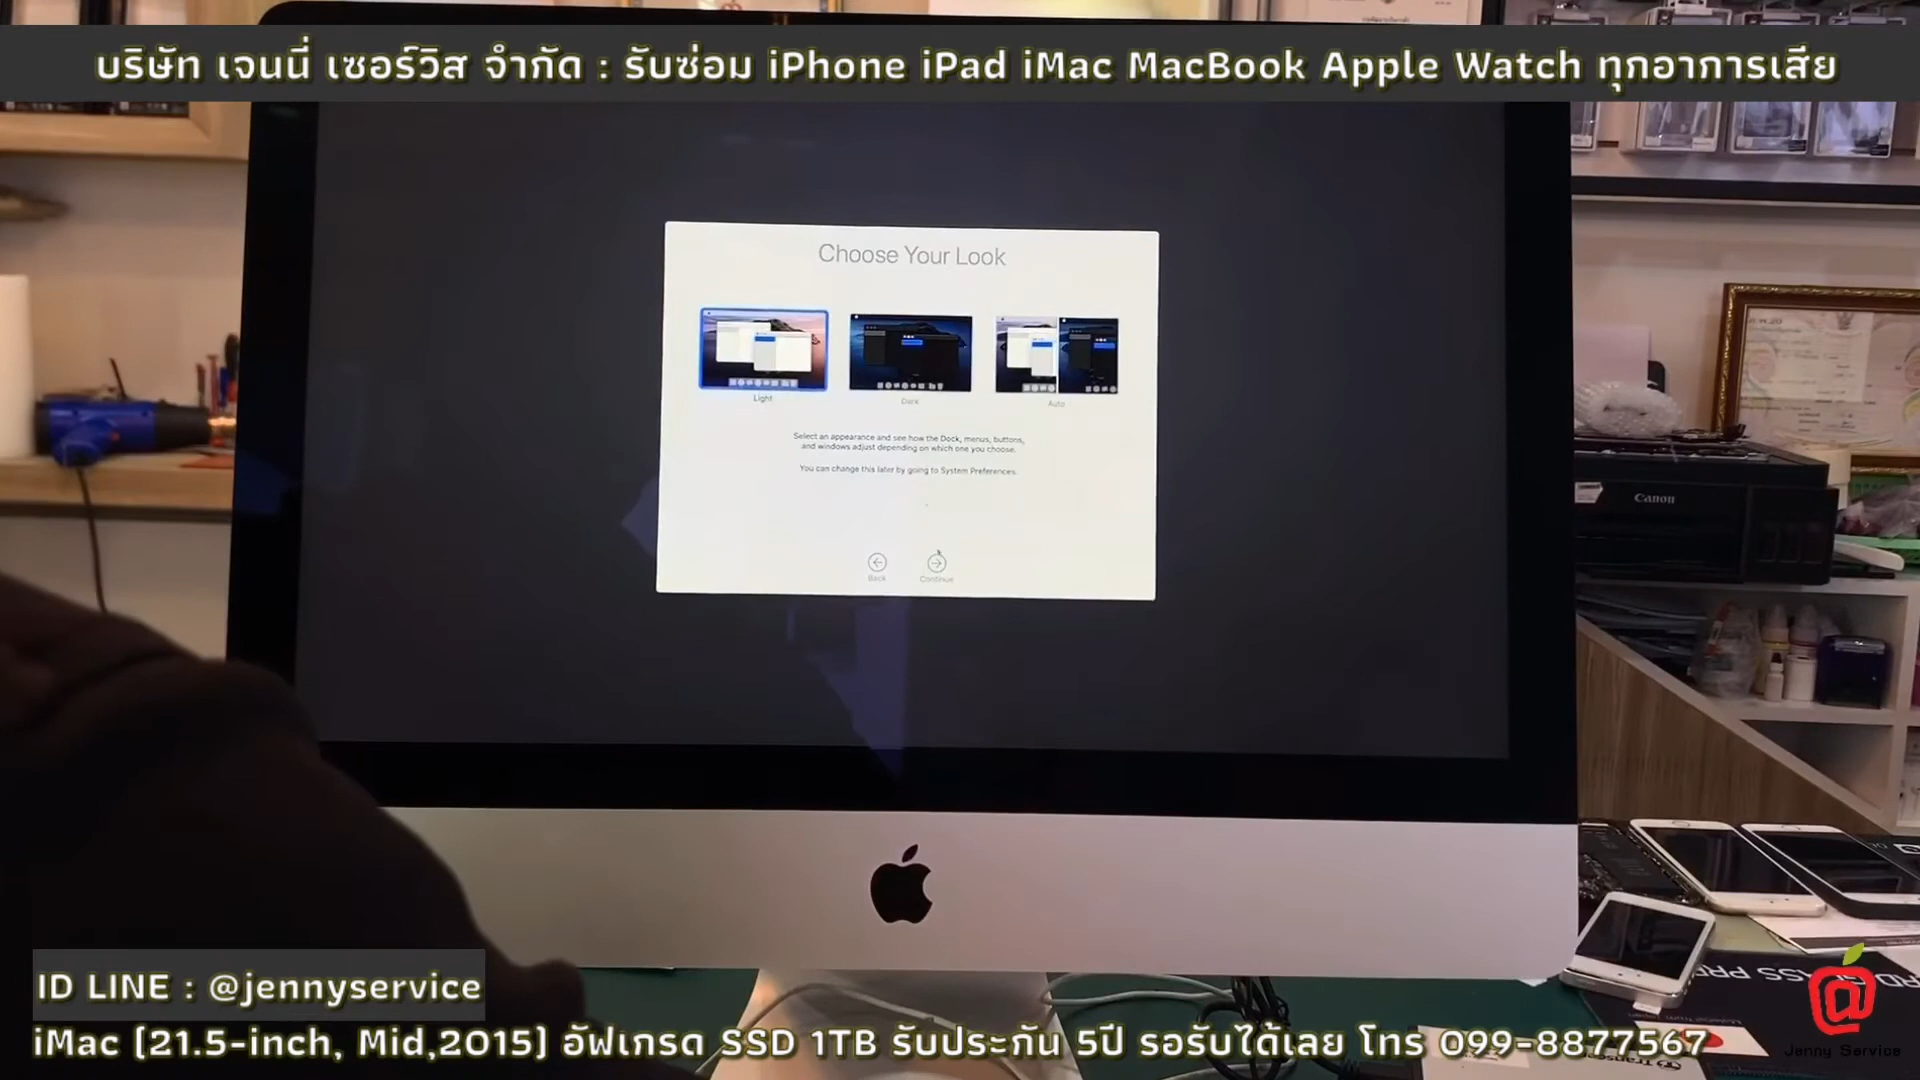 บริษัท เจนนี่ เซอร์วิส จำกัด : รับซ่อม iPhone iPad iMac MacBook Apple Watch ทุกอาการเสีย
Choose Your Look
Light
Dark
Auto
Select an appearance and see how the Dock, menus, buttons,
and windows adjust depending on which one you choose.
You can change this later by going to System Preferences.
Back
Continue
Canon
ID LINE : @jennyservice
iMac (21.5-inch, Mid,2015) อัฟเกรด SSD 1TB รับประกัน 5ปี รอรับได้เลย โทร 099-8877567
Jenny Service